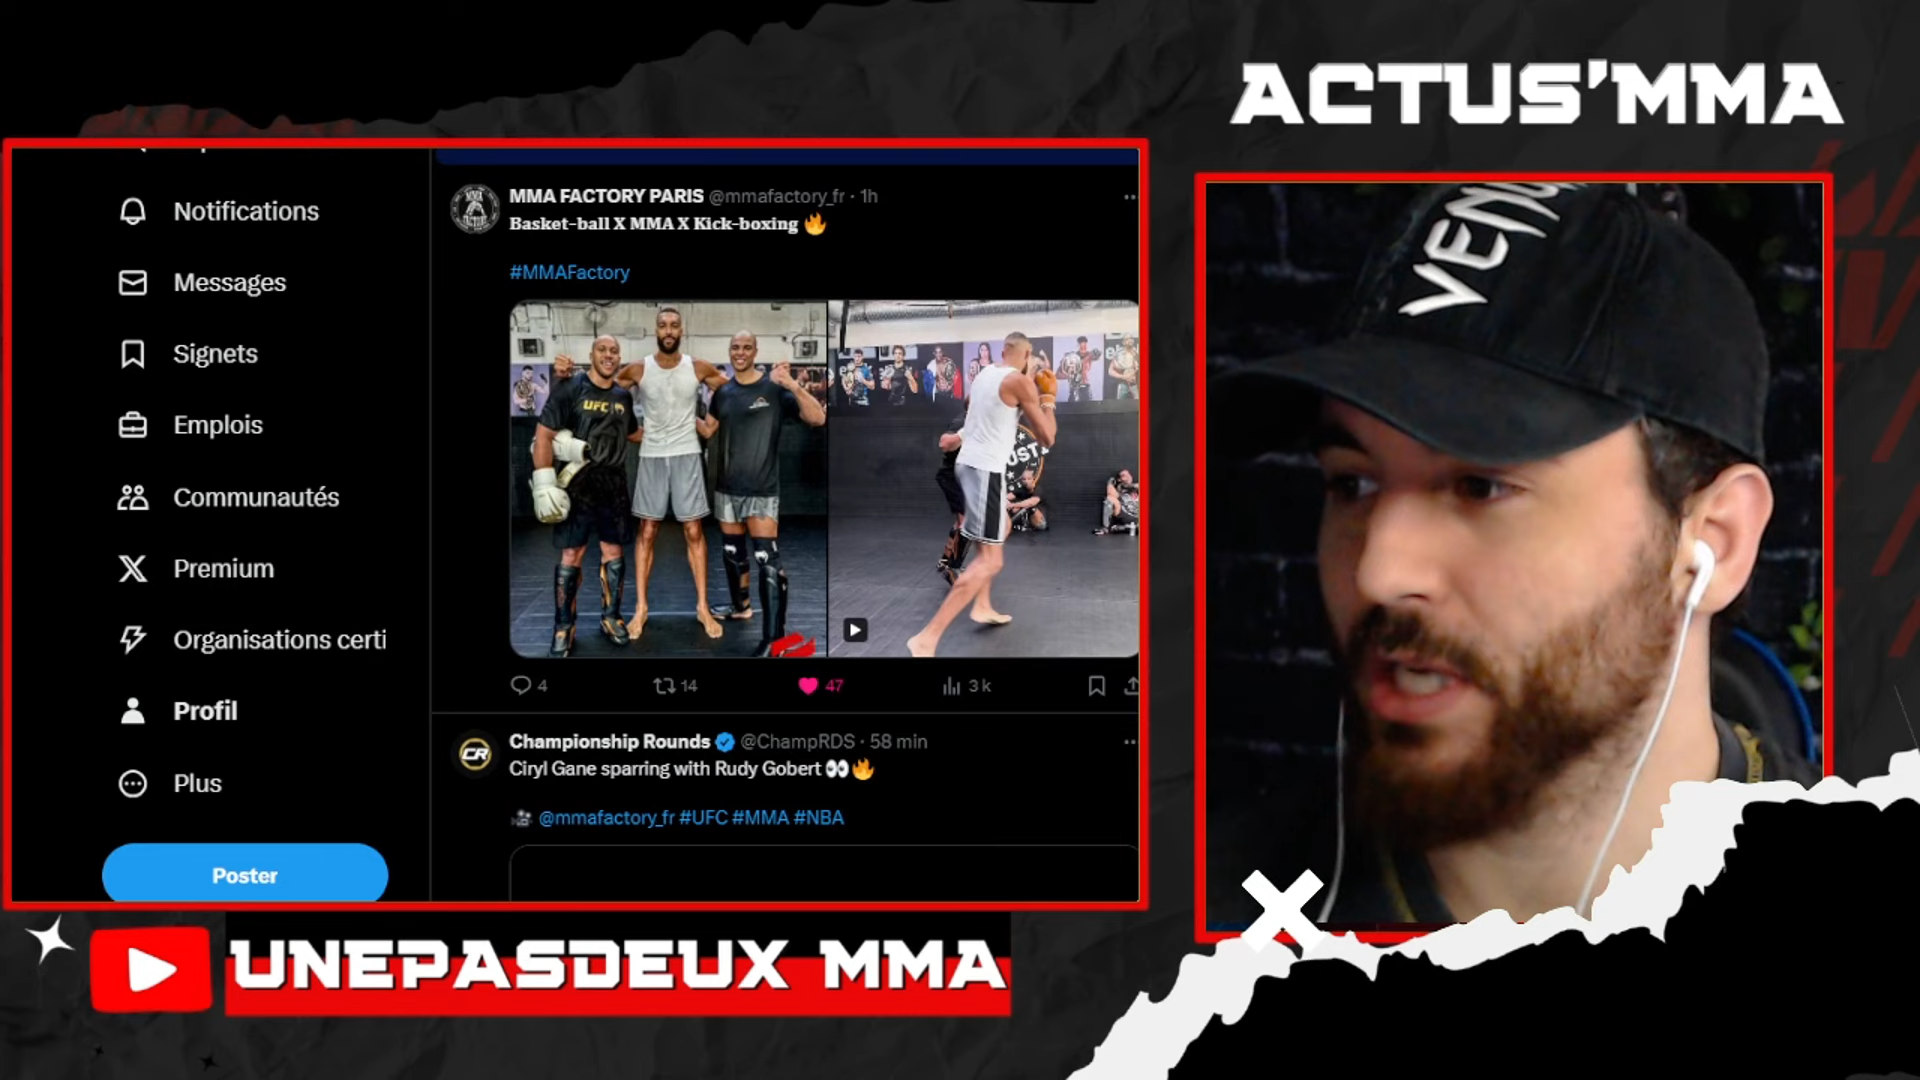 ACTUS'MMA
Notifications
Messages
Signets
Emplois
Communautés
Premium
Organisations certi
Profil
Plus
Poster
MMA FACTORY PARIS @mmafactory_fr · 1h
Basket-ball X MMA X Kick-boxing 🔥
#MMAFactory
UFC
4 14 47 3 k
Championship Rounds @ChampRDS · 58 min
CR
Ciryl Gane sparring with Rudy Gobert 👀🔥
🎥 @mmafactory_fr #UFC #MMA #NBA
UNEPASDEUX MMA